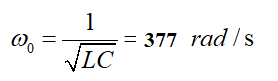 ω₀ = 1/√LC = 377 rad/s